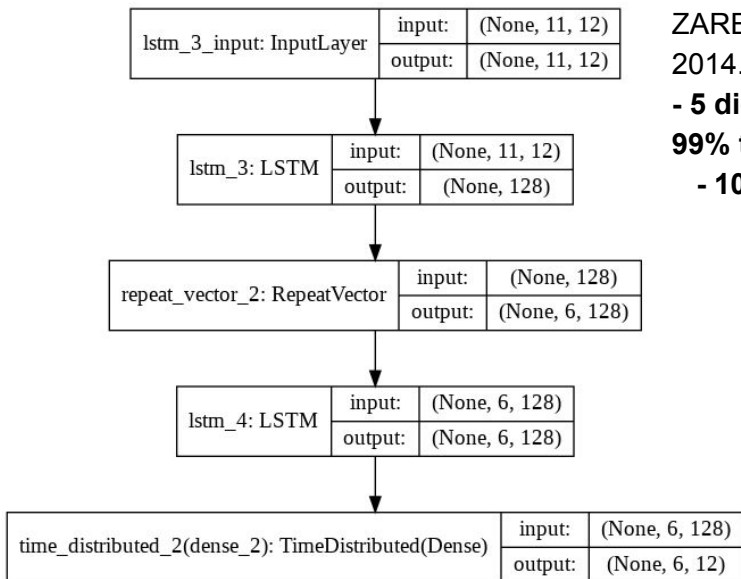 lstm_3_input: InputLayer
input: (None, 11, 12)
output: (None, 11, 12)
lstm_3: LSTM
input: (None, 11, 12)
output: (None, 128)
repeat_vector_2: RepeatVector
input: (None, 128)
output: (None, 6, 128)
lstm_4: LSTM
input: (None, 6, 128)
output: (None, 6, 128)
time_distributed_2(dense_2): TimeDistributed(Dense)
input: (None, 6, 128)
output: (None, 6, 12)
2014.
- 5
99%